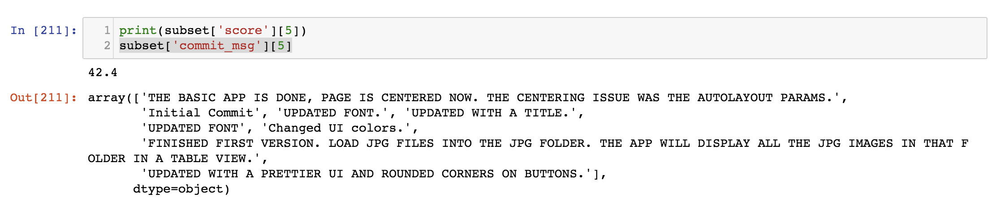 In [211]:
1 print(subset['score'][5])
2 subset['commit_msg'][5]
42.4
Out[211]: array(['THE BASIC APP IS DONE, PAGE IS CENTERED NOW. THE CENTERING ISSUE WAS THE AUTOLAYOUT PARAMS.',
'Initial Commit', 'UPDATED FONT.', 'UPDATED WITH A TITLE.',
'UPDATED FONT', 'Changed UI colors.',
'FINISHED FIRST VERSION. LOAD JPG FILES INTO THE JPG FOLDER. THE APP WILL DISPLAY ALL THE JPG IMAGES IN THAT F
OLDER IN A TABLE VIEW.',
'UPDATED WITH A PRETTIER UI AND ROUNDED CORNERS ON BUTTONS.'],
dtype=object)